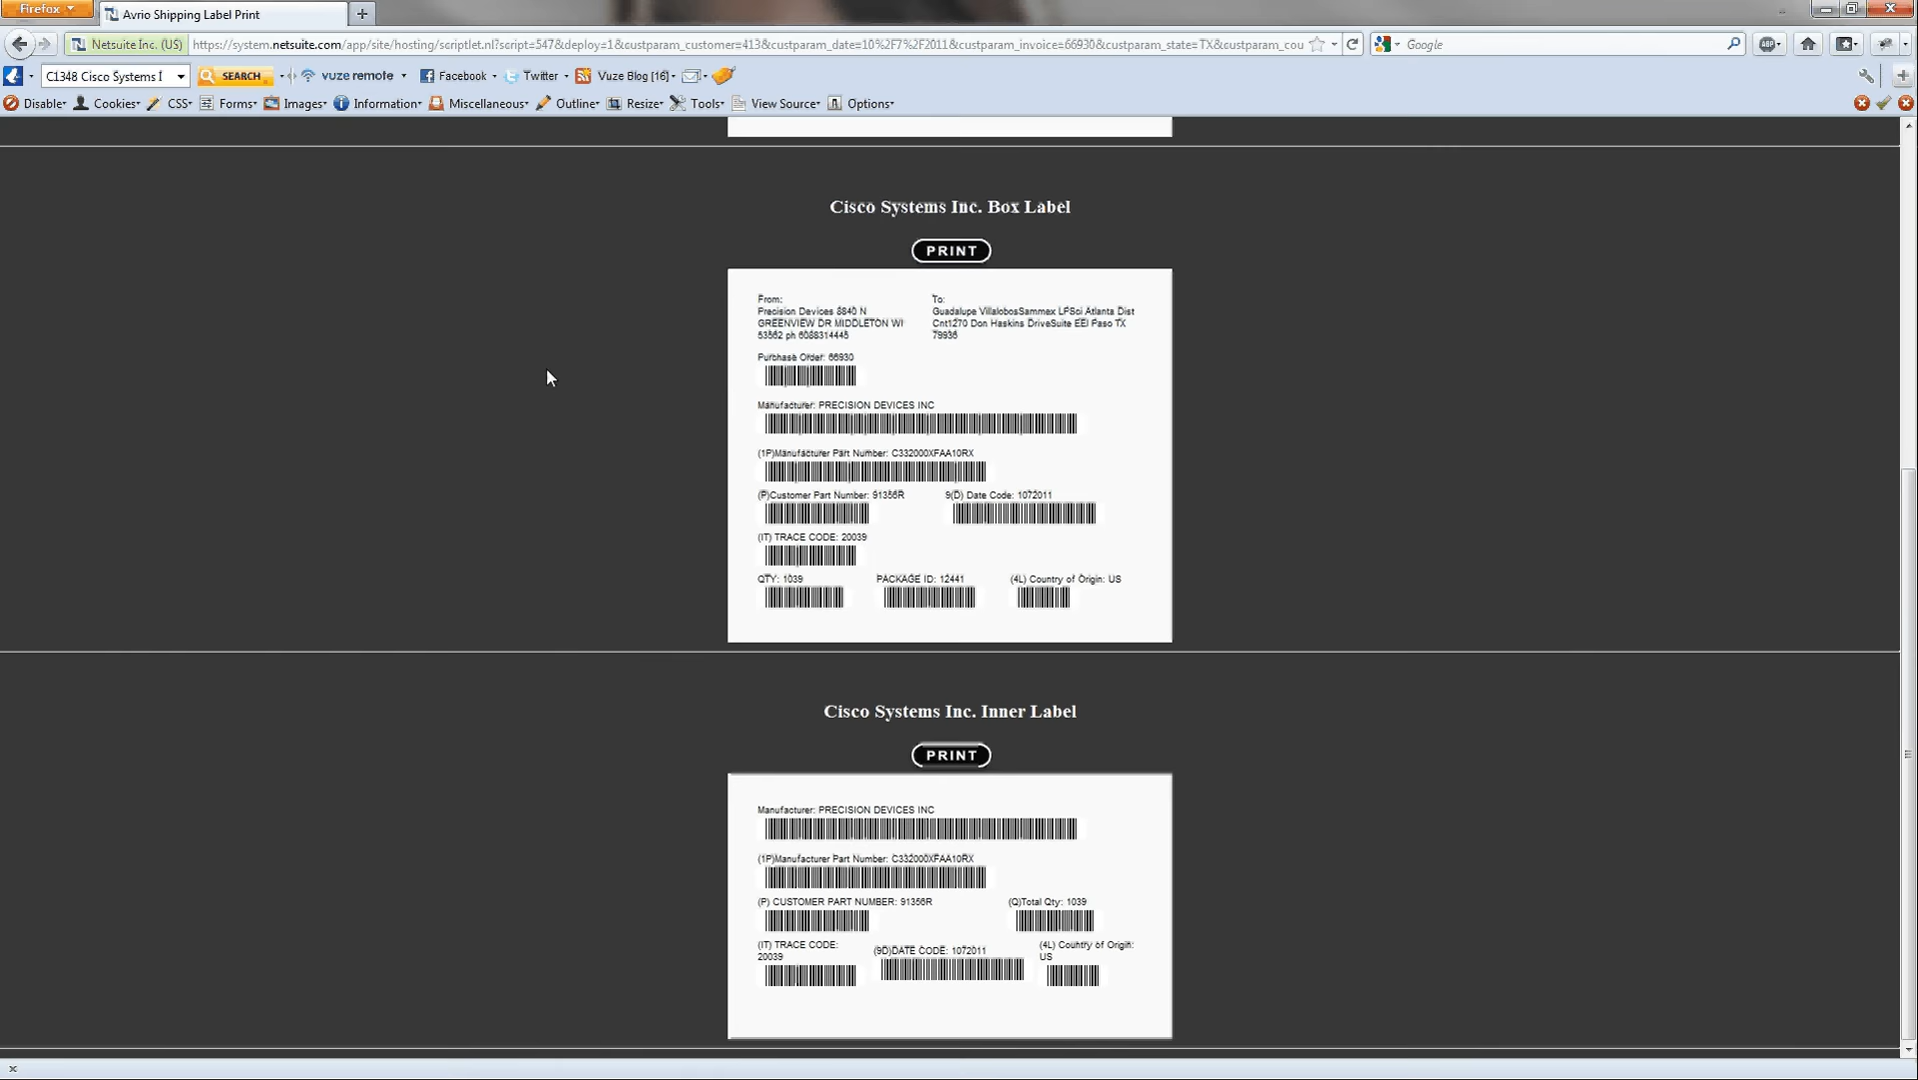 Firefox
Avrio Shipping Label Print
Netsuite Inc. (US)
https://system.netsuite.com/app/site/hosting/scriptlet.nl?script=547&deploy=1&custparam_customer=413&custparam_date=10%2F7%2F2011&custparam_invoice=66930&custparam_state=TX&custparam_cou
Google
ABP
C1348 Cisco Systems I
SEARCH
vuze remote
Facebook
Twitter
Vuze Blog [16]
Disable
Cookies
CSS
Forms
Images
Information
Miscellaneous
Outline
Resize
Tools
View Source
Options
Cisco Systems Inc. Box Label
PRINT
From:
Precision Devices 8840 N
GREENVIEW DR MIDDLETON WI
53562 ph 6088314445
To:
Guadalupe VillalobosSammex LPSci Atlanta Dist
Cnt1270 Don Haskins DriveSuite EEl Paso TX
79936
Purchase Order: 66930
Manufacturer: PRECISION DEVICES INC
(1P)Manufacturer Part Number: C332000XFAA10RX
(P)Customer Part Number: 91356R
9(D) Date Code: 1072011
(IT) TRACE CODE: 20039
QTY: 1039
PACKAGE ID: 12441
(4L) Country of Origin: US
Cisco Systems Inc. Inner Label
PRINT
Manufacturer: PRECISION DEVICES INC
(1P)Manufacturer Part Number: C332000XFAA10RX
(P) CUSTOMER PART NUMBER: 91356R
(Q)Total Qty: 1039
(IT) TRACE CODE:
20039
(9D)DATE CODE: 1072011
(4L) Country of Origin:
US